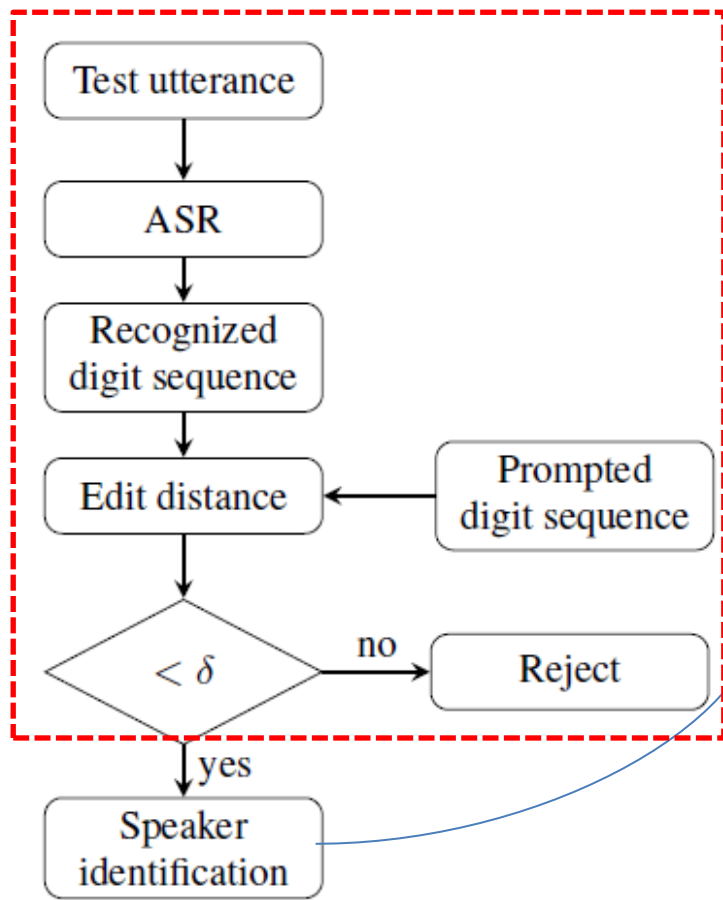 Test utterance
ASR
Recognized
digit sequence
Edit distance
Prompted
digit sequence
< δ
no
Reject
yes
Speaker
identification